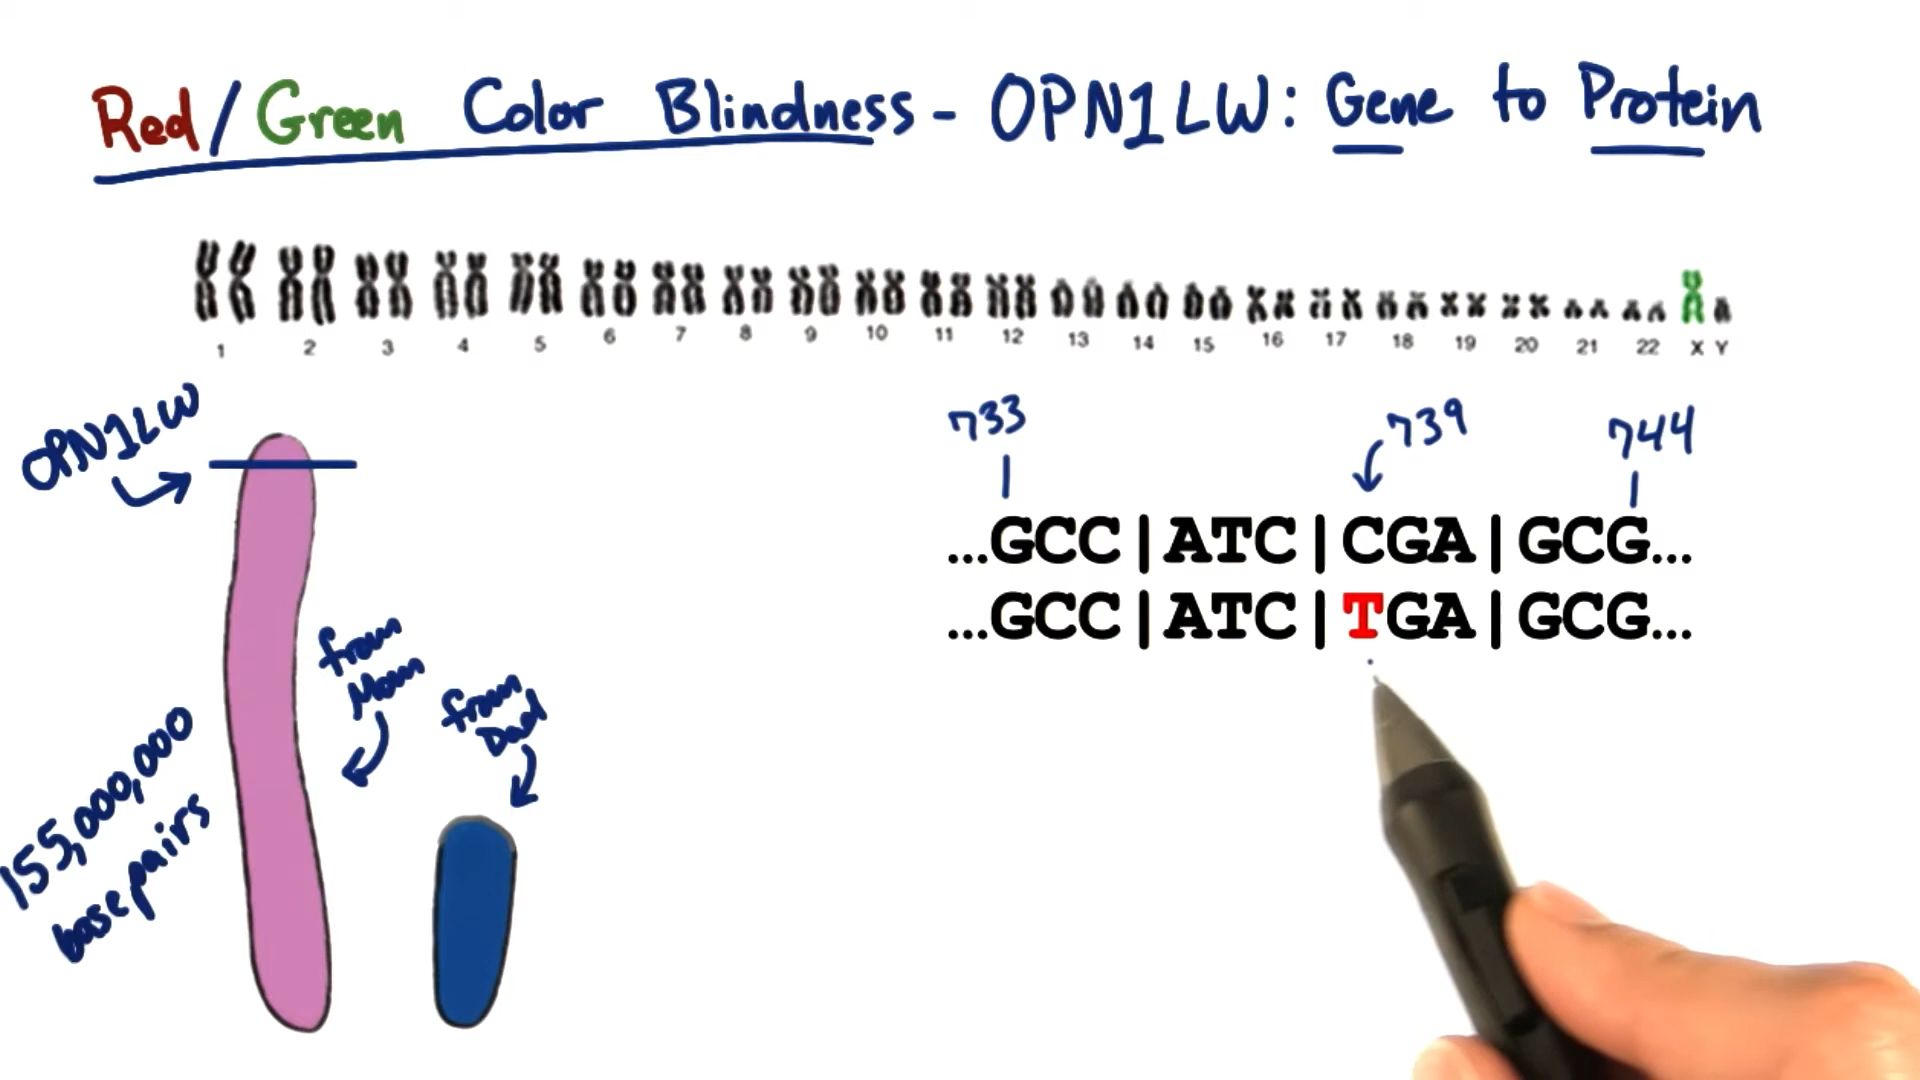 Red/Green Color Blindness - OPN1LW: Gene to Protein
1 2 3 4 5 6 7 8 9 10 11 12 13 14 15 16 17 18 19 20 21 22 X Y
OPN1LW
733 739 744
...GCC|ATC|CGA|GCG...
...GCC|ATC|TGA|GCG...
from
Mom
from
Dad
155,000,000
base pairs